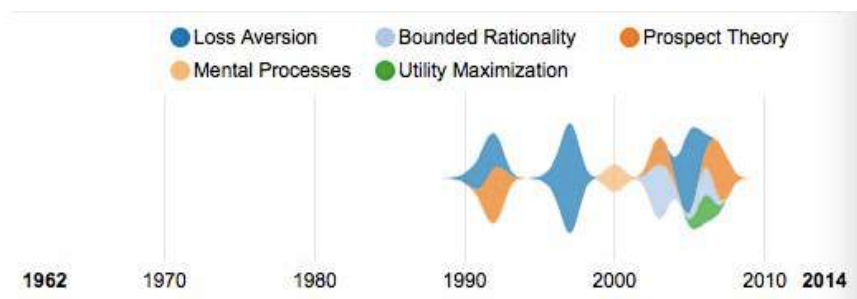 Loss Aversion Bounded Rationality Prospect Theory
Mental Processes Utility Maximization
1962 1970 1980 1990 2000 2010 2014